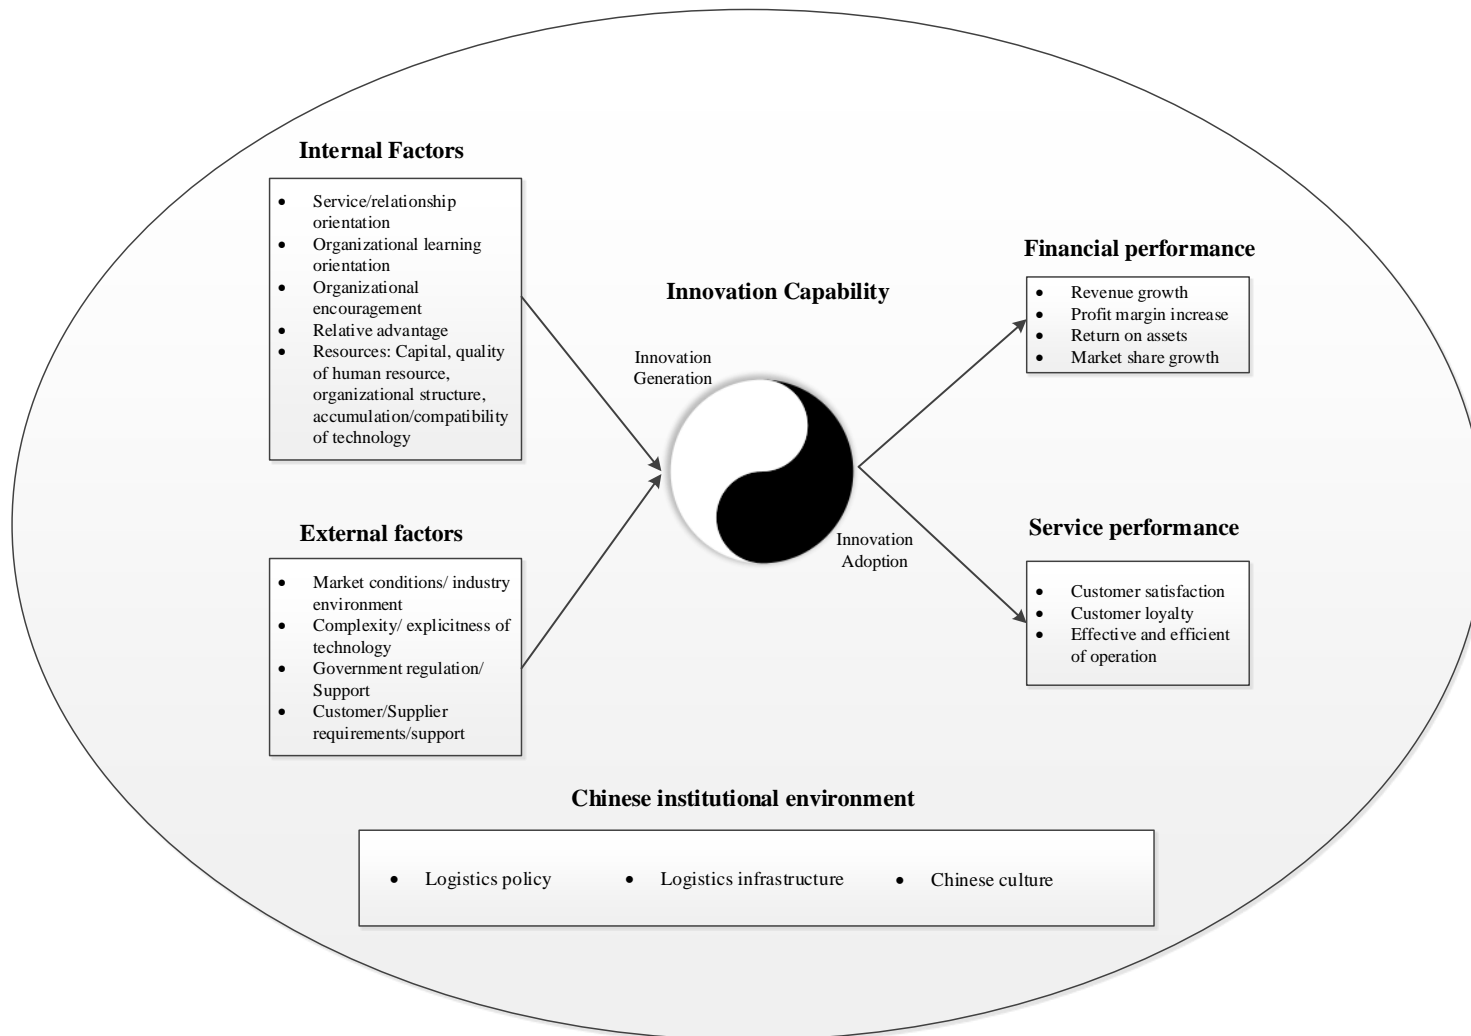 Internal Factors
• Service/relationship
orientation
• Organizational learning
orientation
• Organizational
encouragement
• Relative advantage
• Resources: Capital, quality
of human resource,
organizational structure,
accumulation/compatibility
of technology
External factors
• Market conditions/ industry
environment
• Complexity/ explicitness of
technology
• Government regulation/
Support
• Customer/Supplier
requirements/support
Innovation Capability
Innovation
Generation
Innovation
Adoption
Financial performance
• Revenue growth
• Profit margin increase
• Return on assets
• Market share growth
Service performance
• Customer satisfaction
• Customer loyalty
• Effective and efficient
of operation
Chinese institutional environment
• Logistics policy • Logistics infrastructure • Chinese culture